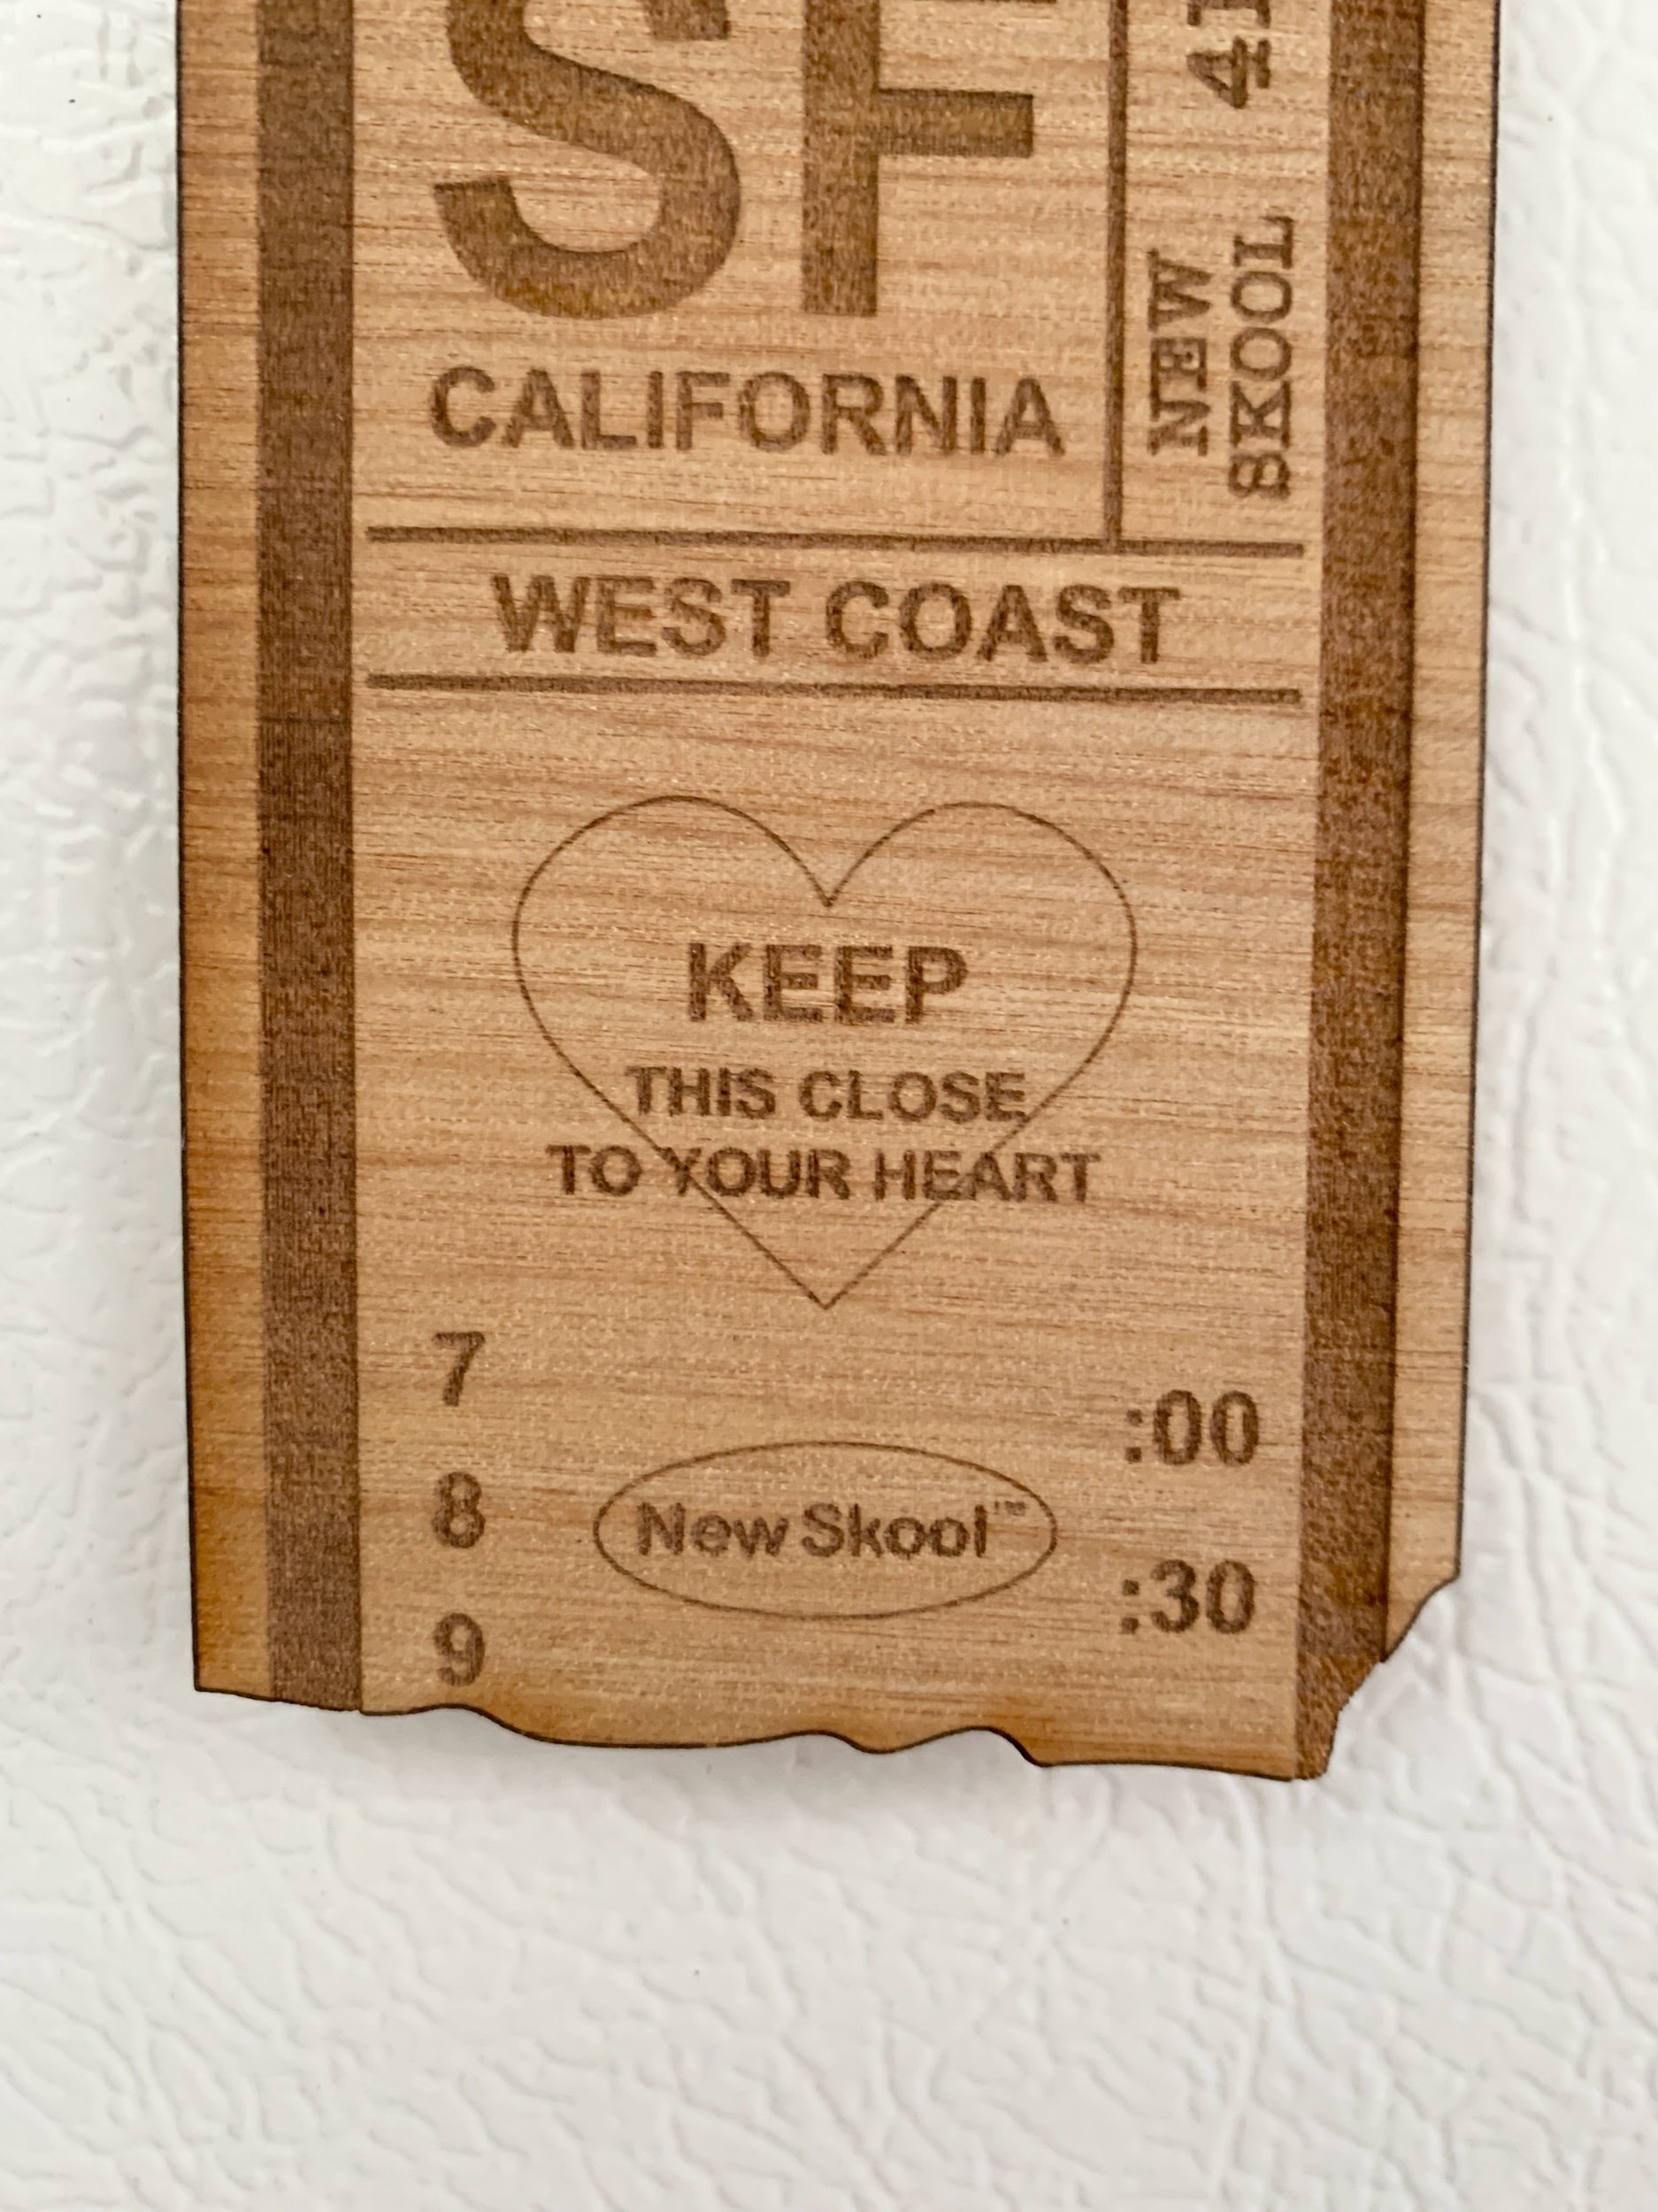 SF
CALIFORNIA
NEW
SKOOL
WEST COAST
KEEP
THIS CLOSE
TO YOUR HEART
7
:00
8
New Skool™
:30
9